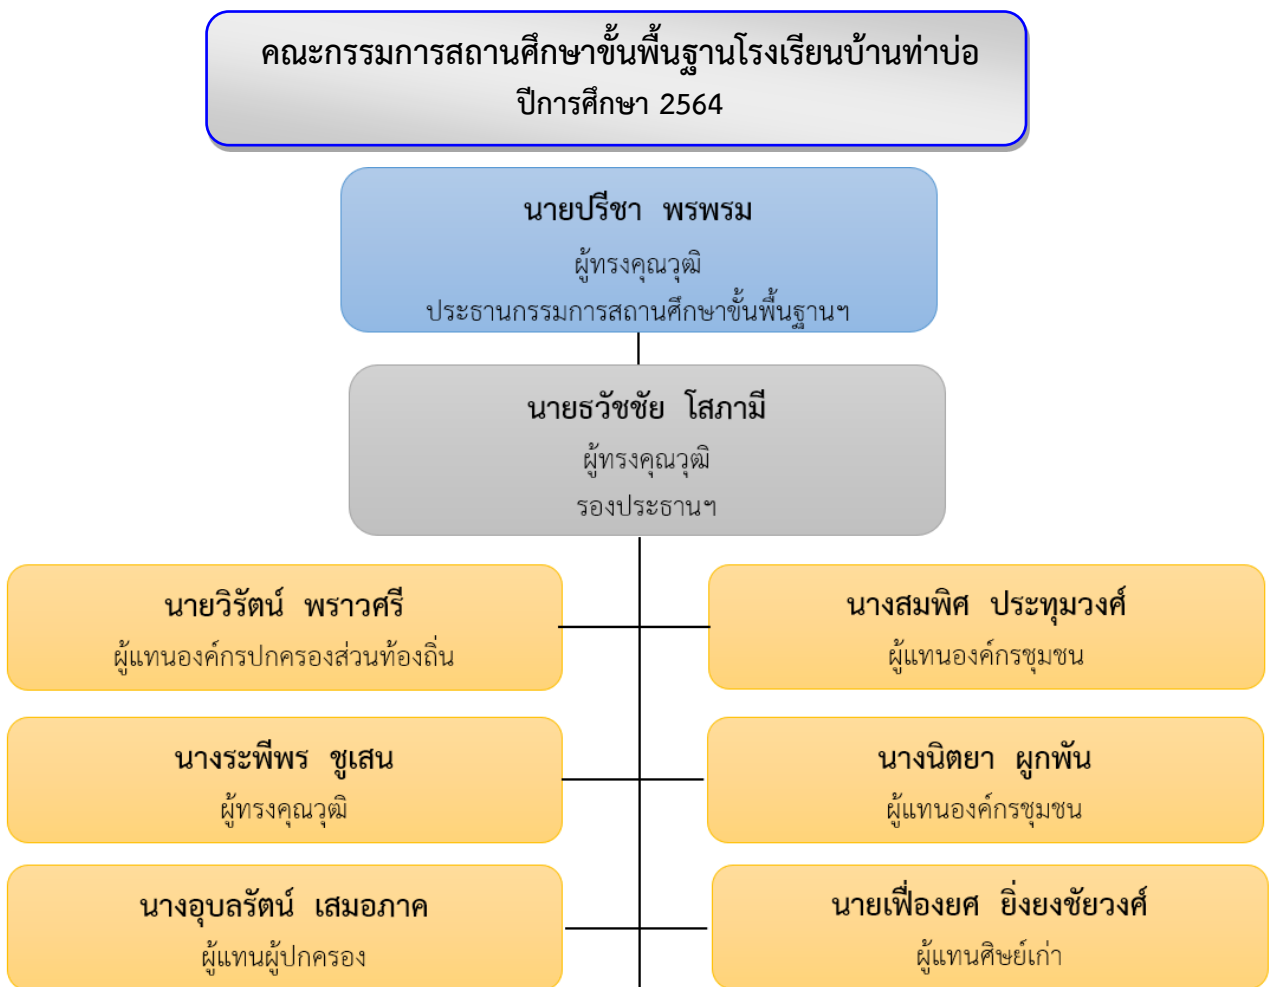 คณะกรรมการสถานศึกษาขั้นพื้นฐานโรงเรียนบ้านท่าบ่อ
ปีการศึกษา 2564
นายปรีชา พรพรม
ผู้ทรงคุณวุฒิ
ประธานกรรมการสถานศึกษาขั้นพื้นฐานฯ
นายธวัชชัย โสภามี
ผู้ทรงคุณวุฒิ
รองประธานฯ
นายวิรัตน์ พราวศรี
ผู้แทนองค์กรปกครองส่วนท้องถิ่น
นางสมพิศ ประทุมวงศ์
ผู้แทนองค์กรชุมชน
นางระพีพร ชูเสน
ผู้ทรงคุณวุฒิ
นางนิตยา ผูกพัน
ผู้แทนองค์กรชุมชน
นางอุบลรัตน์ เสมอภาค
ผู้แทนผู้ปกครอง
นายเฟื่องยศ ยิ่งยงชัยวงศ์
ผู้แทนศิษย์เก่า